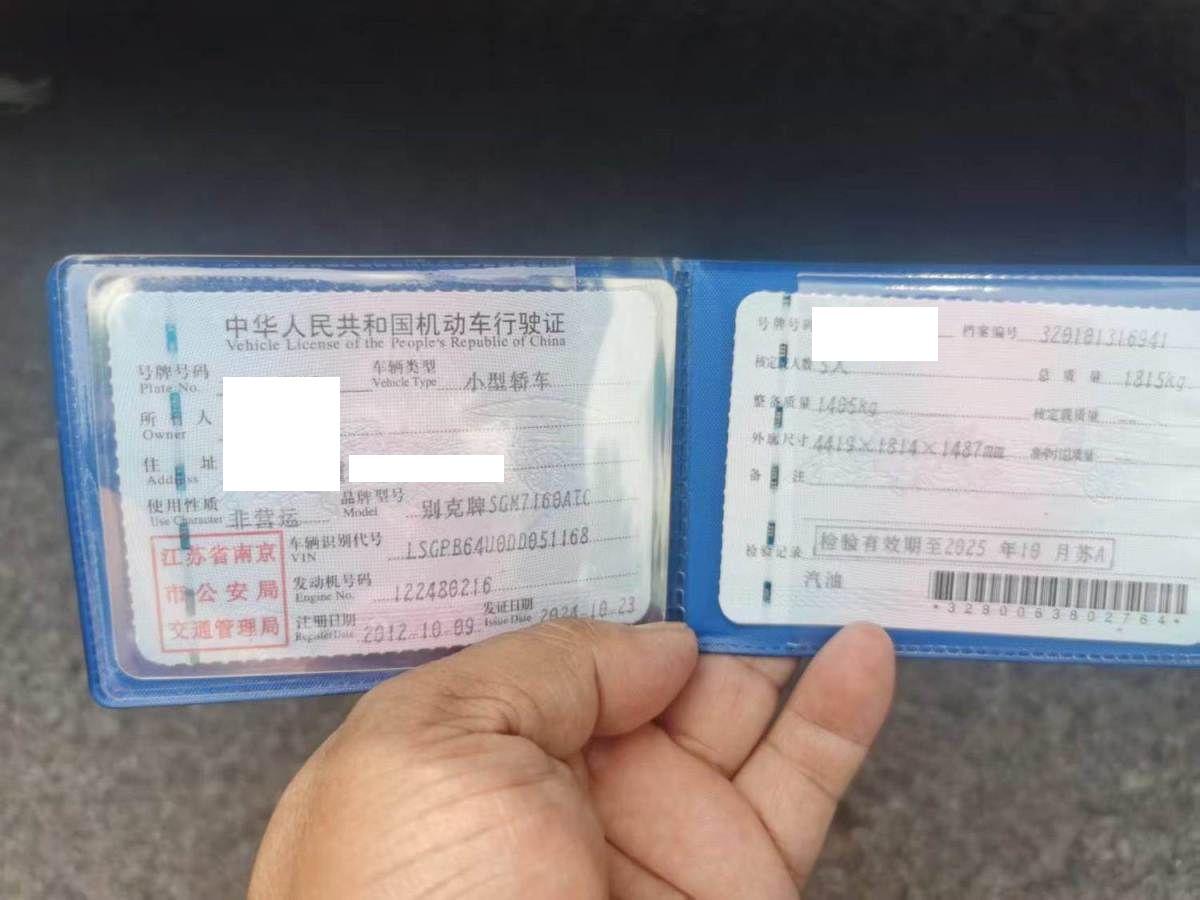 中华人民共和国机动车行驶证
Vehicle License of the People's Republic of China
号牌号码
Plate No.
车辆类型 小型轿车
Vehicle Type
所有人
Owner
住址
Address
使用性质 非营运
Use Character
品牌型号 别克牌SGM7160ATC
Model
江苏省南京
市公安局
交通管理局
车辆识别代号 LSGPB64U0DD051168
VIN
发动机号码 122480216
Engine No.
注册日期 2012.10.09
Register Date
发证日期 2024.10.23
Issue Date
号牌号码
档案编号 320101316941
核定载人数 5人
总质量 1815kg
整备质量 1405kg
核定载质量 --
外廓尺寸 4419×1814×1487mm
准牵引总质量 --
备注
检验记录 检验有效期至2025年10月苏A
汽油
*3280063802764*